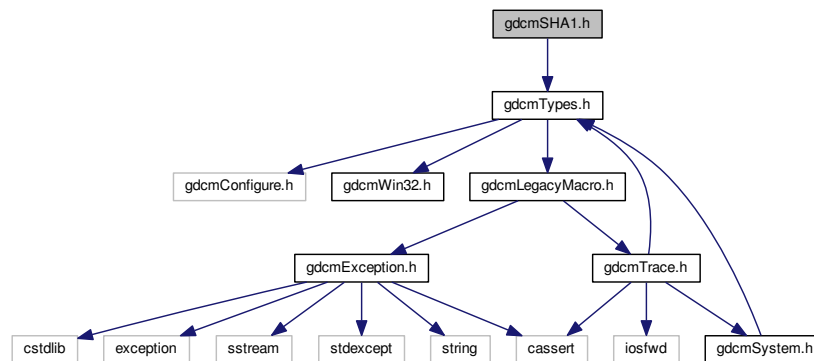 gdcmSHA1.h
gdcmTypes.h
gdcmConfigure.h
gdcmWin32.h
gdcmLegacyMacro.h
gdcmException.h
gdcmTrace.h
cstdlib
exception
sstream
stdexcept
string
cassert
iosfwd
gdcmSystem.h